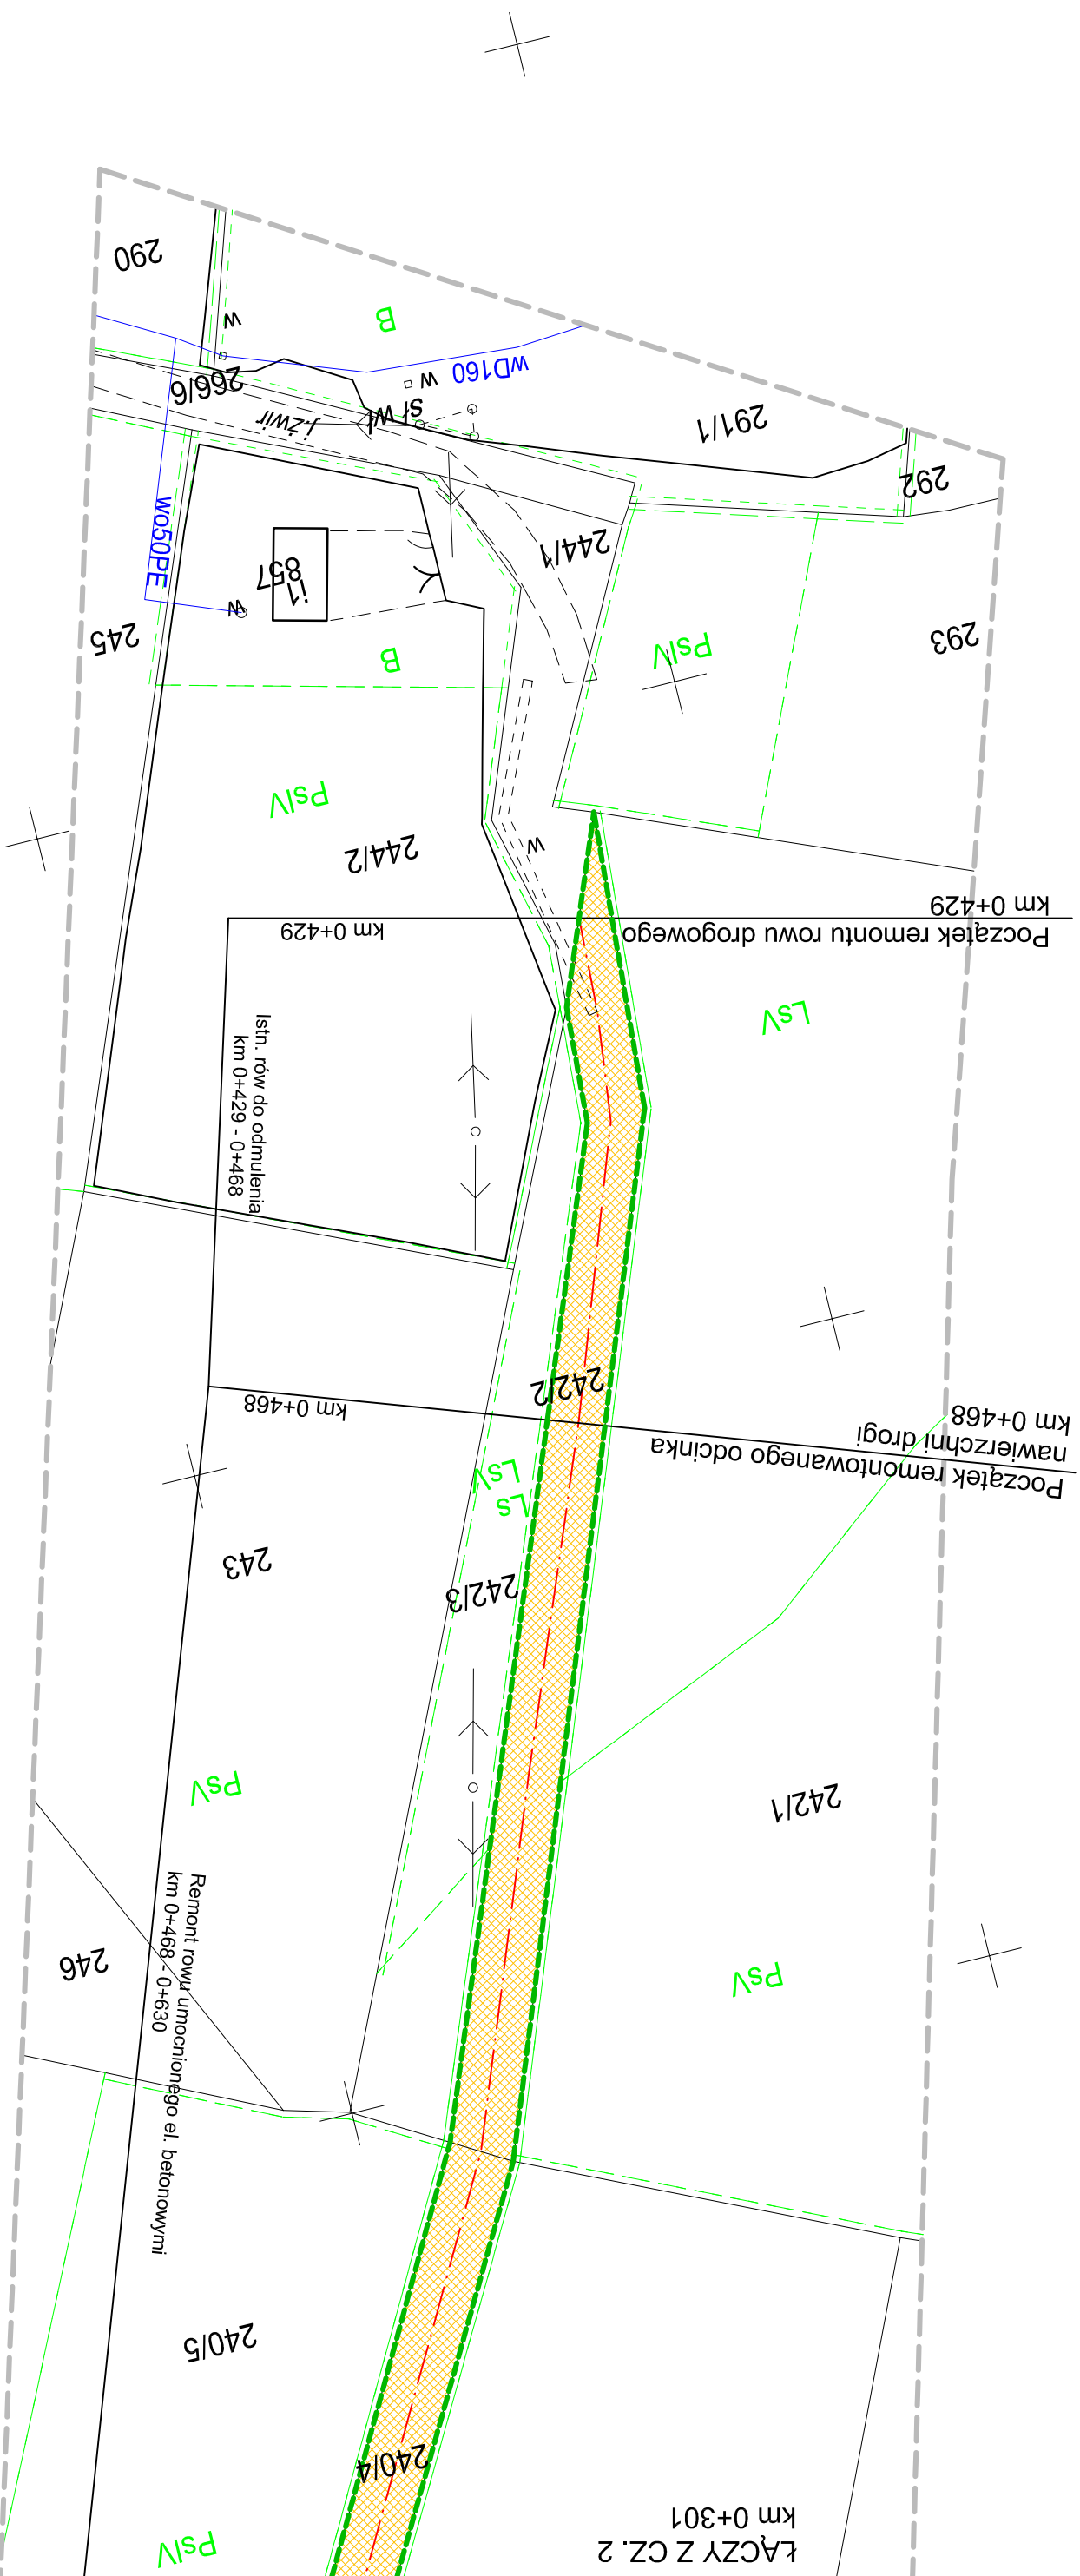 290
w
B
266/6
j.żwir
w
wD160
sł wł
291/1
292
wo50PE
857
i1
w
244/1
245
B
PsIV
293
PsIV
244/2
w
km 0+429
Początek remontu rowu drogowego
km 0+429
LsV
Istn. rów do odmulenia
km 0+429 - 0+468
242/2
km 0+468
Początek remontowanego odcinka
nawierzchni drogi
km 0+468
LsV
Ls
243
242/3
PsV
242/1
Remont rowu umocnionego el. betonowymi
km 0+468 - 0+630
246
PsV
240/5
240/4
ŁĄCZY Z CZ. 2
km 0+301
PsIV